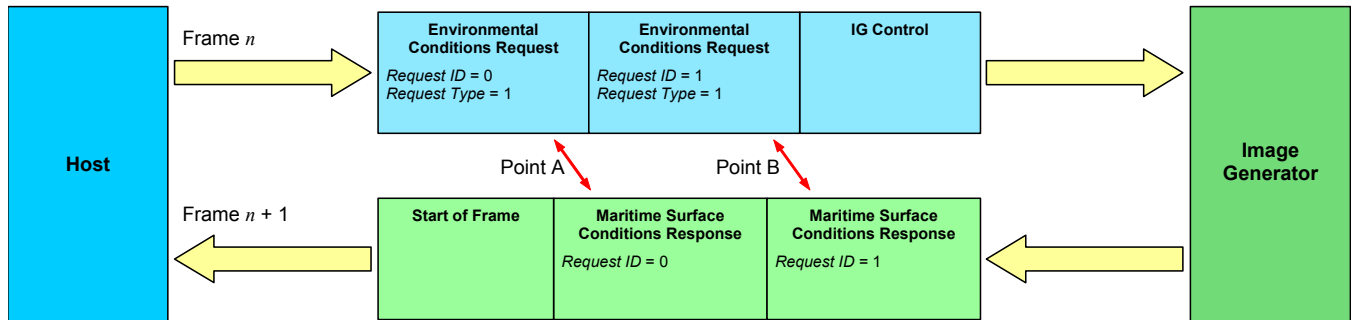 Host
Frame n
Environmental
Conditions Request
Request ID = 0
Request Type = 1
Environmental
Conditions Request
Request ID = 1
Request Type = 1
IG Control
Point A
Point B
Frame n + 1
Start of Frame
Maritime Surface
Conditions Response
Request ID = 0
Maritime Surface
Conditions Response
Request ID = 1
Image
Generator